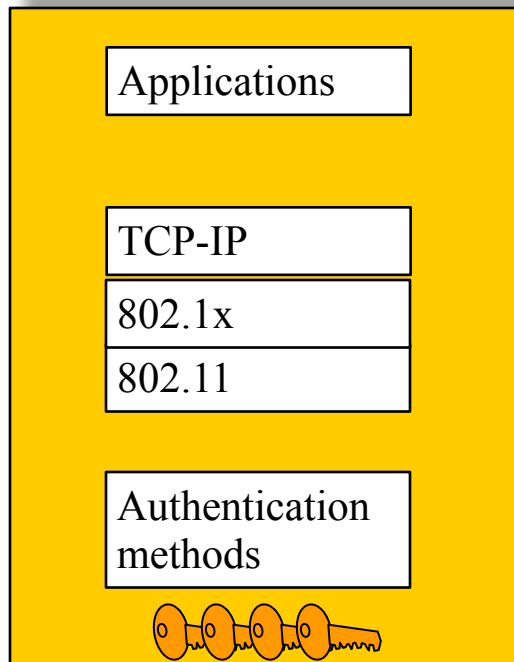 Applications
TCP-IP
802.1x
802.11
Authentication
methods